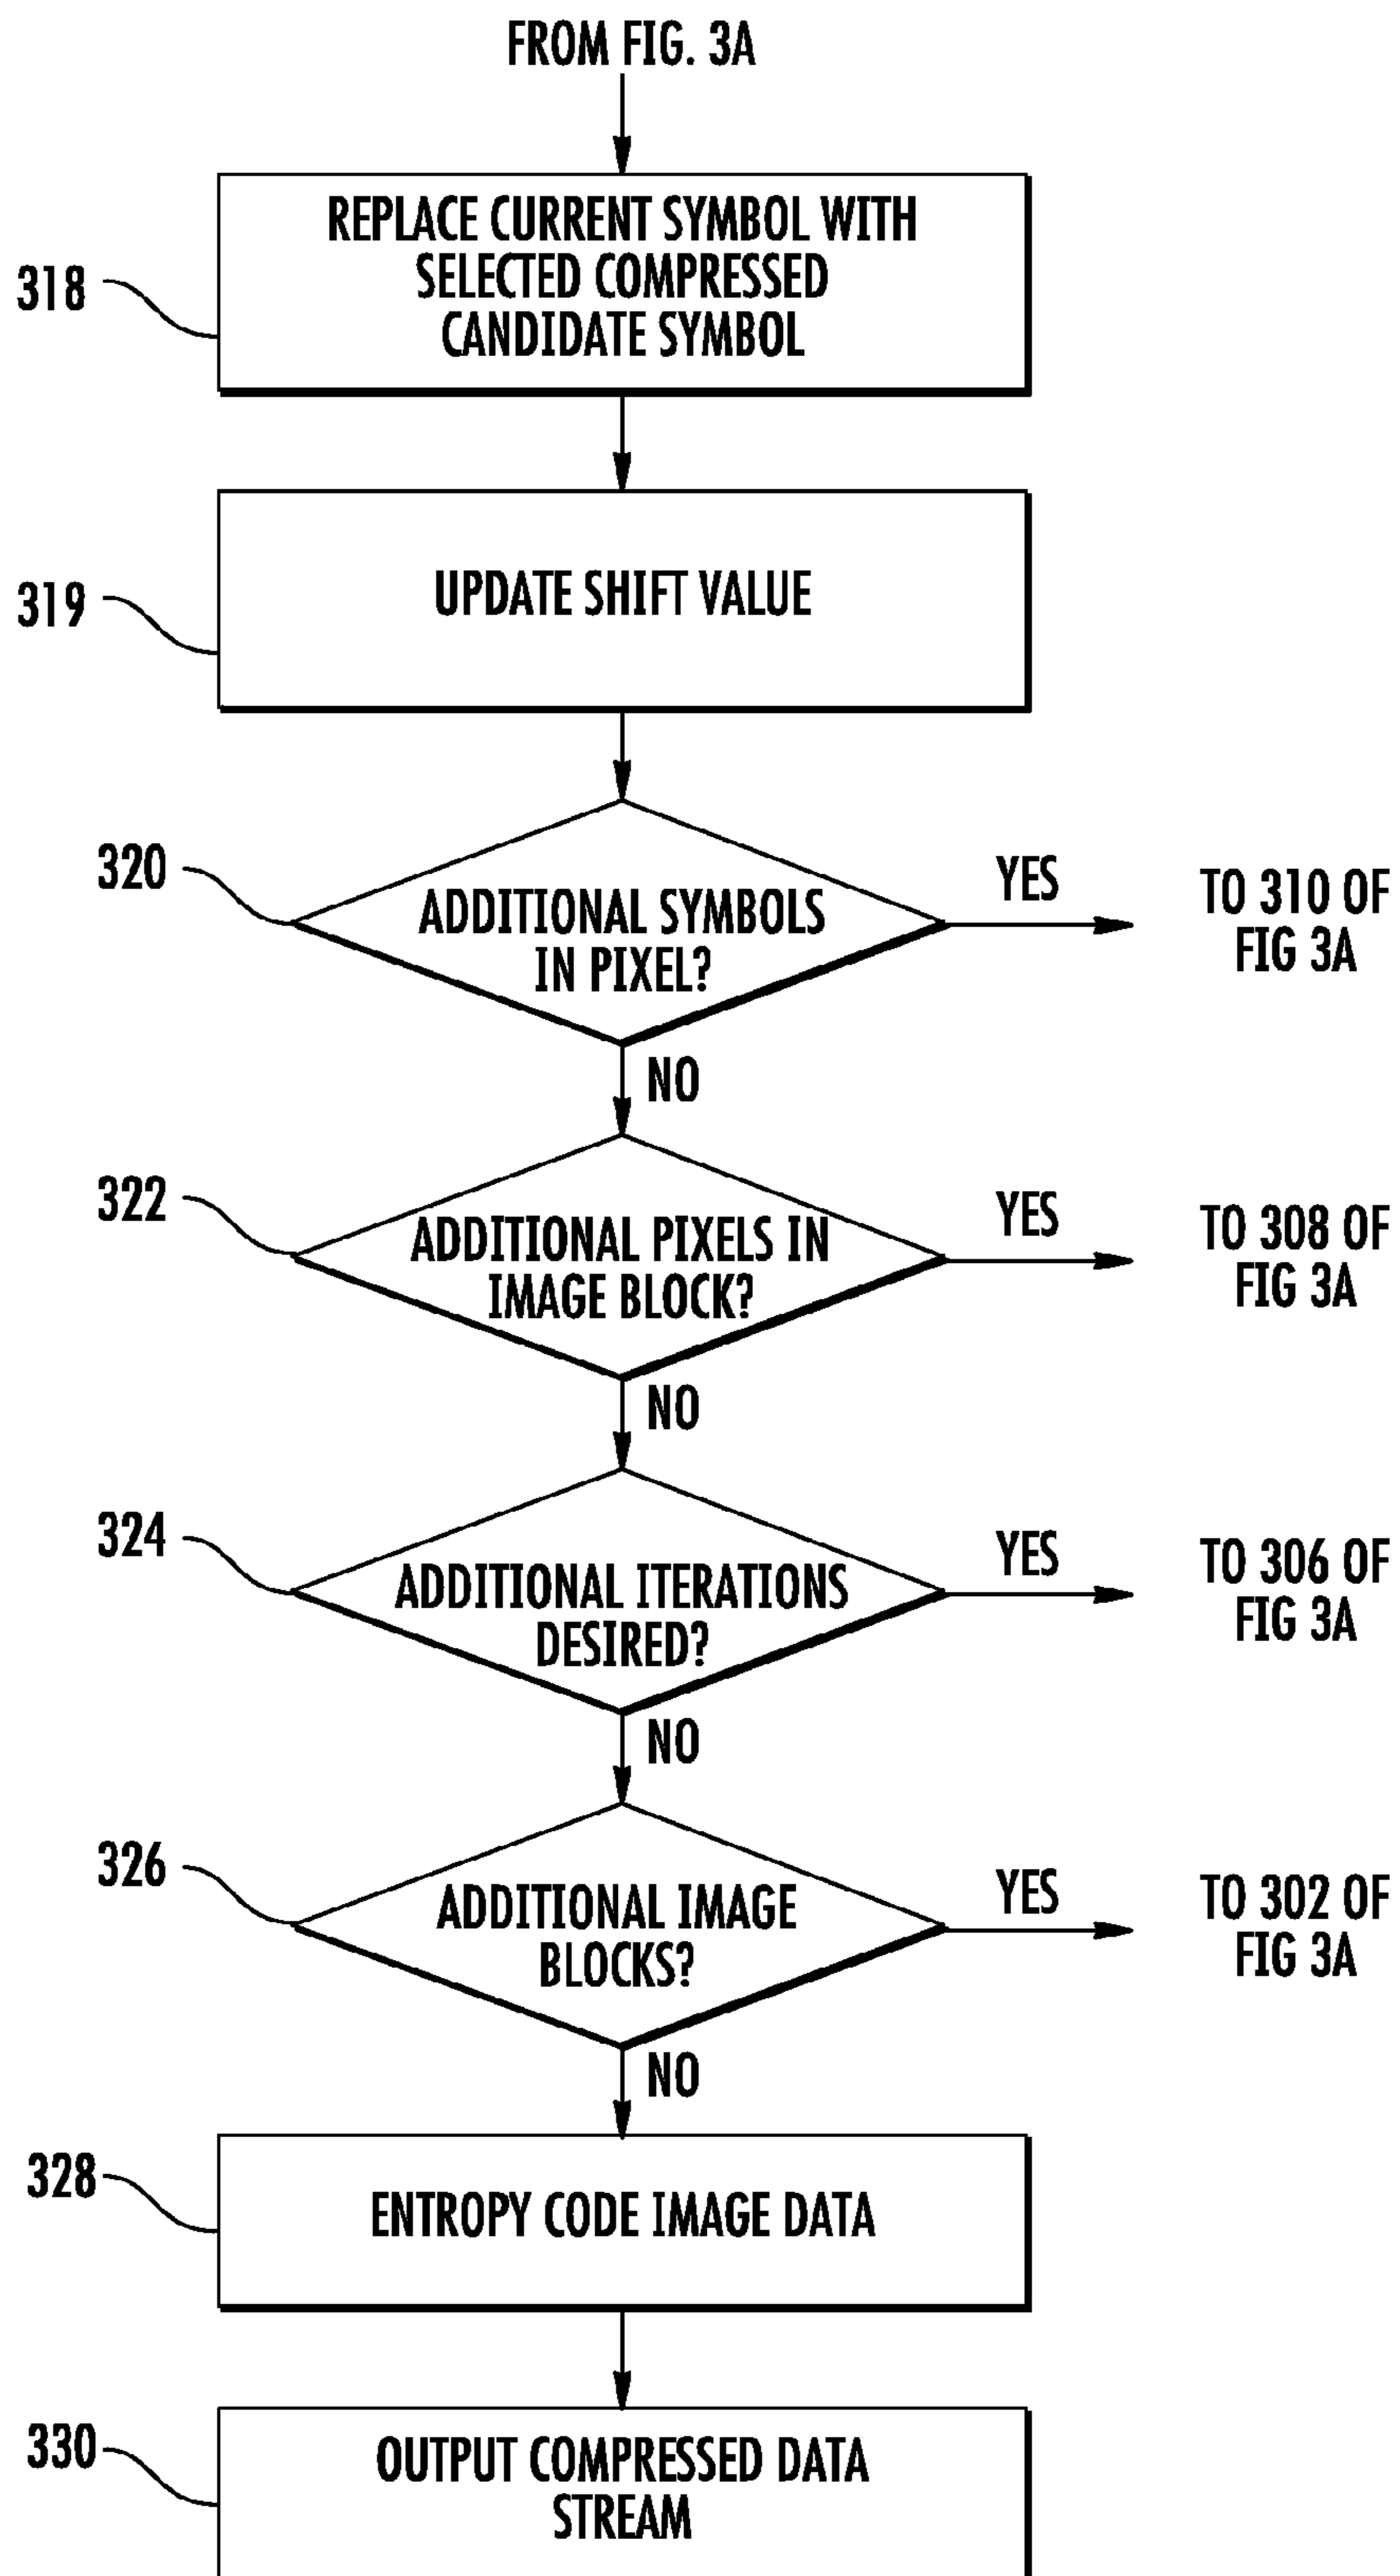 FROM FIG. 3A
REPLACE CURRENT SYMBOL WITH
SELECTED COMPRESSED
CANDIDATE SYMBOL
318
UPDATE SHIFT VALUE
319
320
ADDITIONAL SYMBOLS
IN PIXEL?
YES
TO 310 OF
FIG 3A
NO
322
ADDITIONAL PIXELS IN
IMAGE BLOCK?
YES
TO 308 OF
FIG 3A
NO
324
ADDITIONAL ITERATIONS
DESIRED?
YES
TO 306 OF
FIG 3A
NO
326
ADDITIONAL IMAGE
BLOCKS?
YES
TO 302 OF
FIG 3A
NO
328
ENTROPY CODE IMAGE DATA
330
OUTPUT COMPRESSED DATA
STREAM